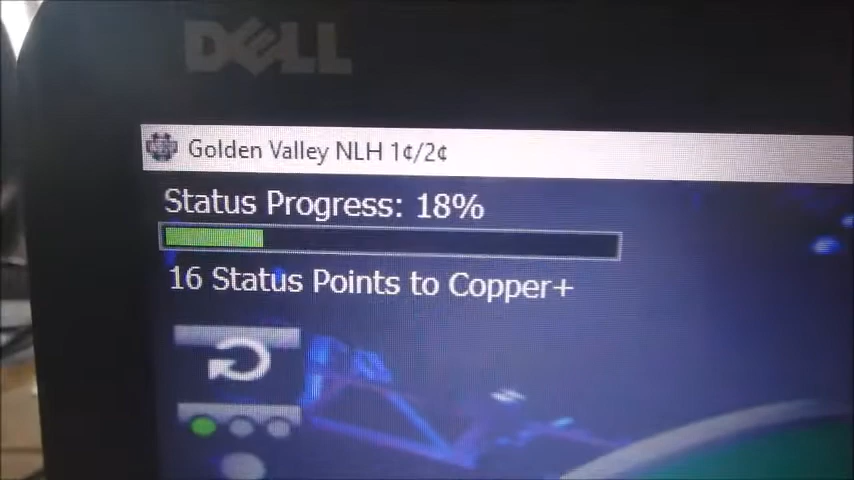 DELL
Golden Valley NLH 1¢/2¢
Status Progress: 18%
16 Status Points to Copper+